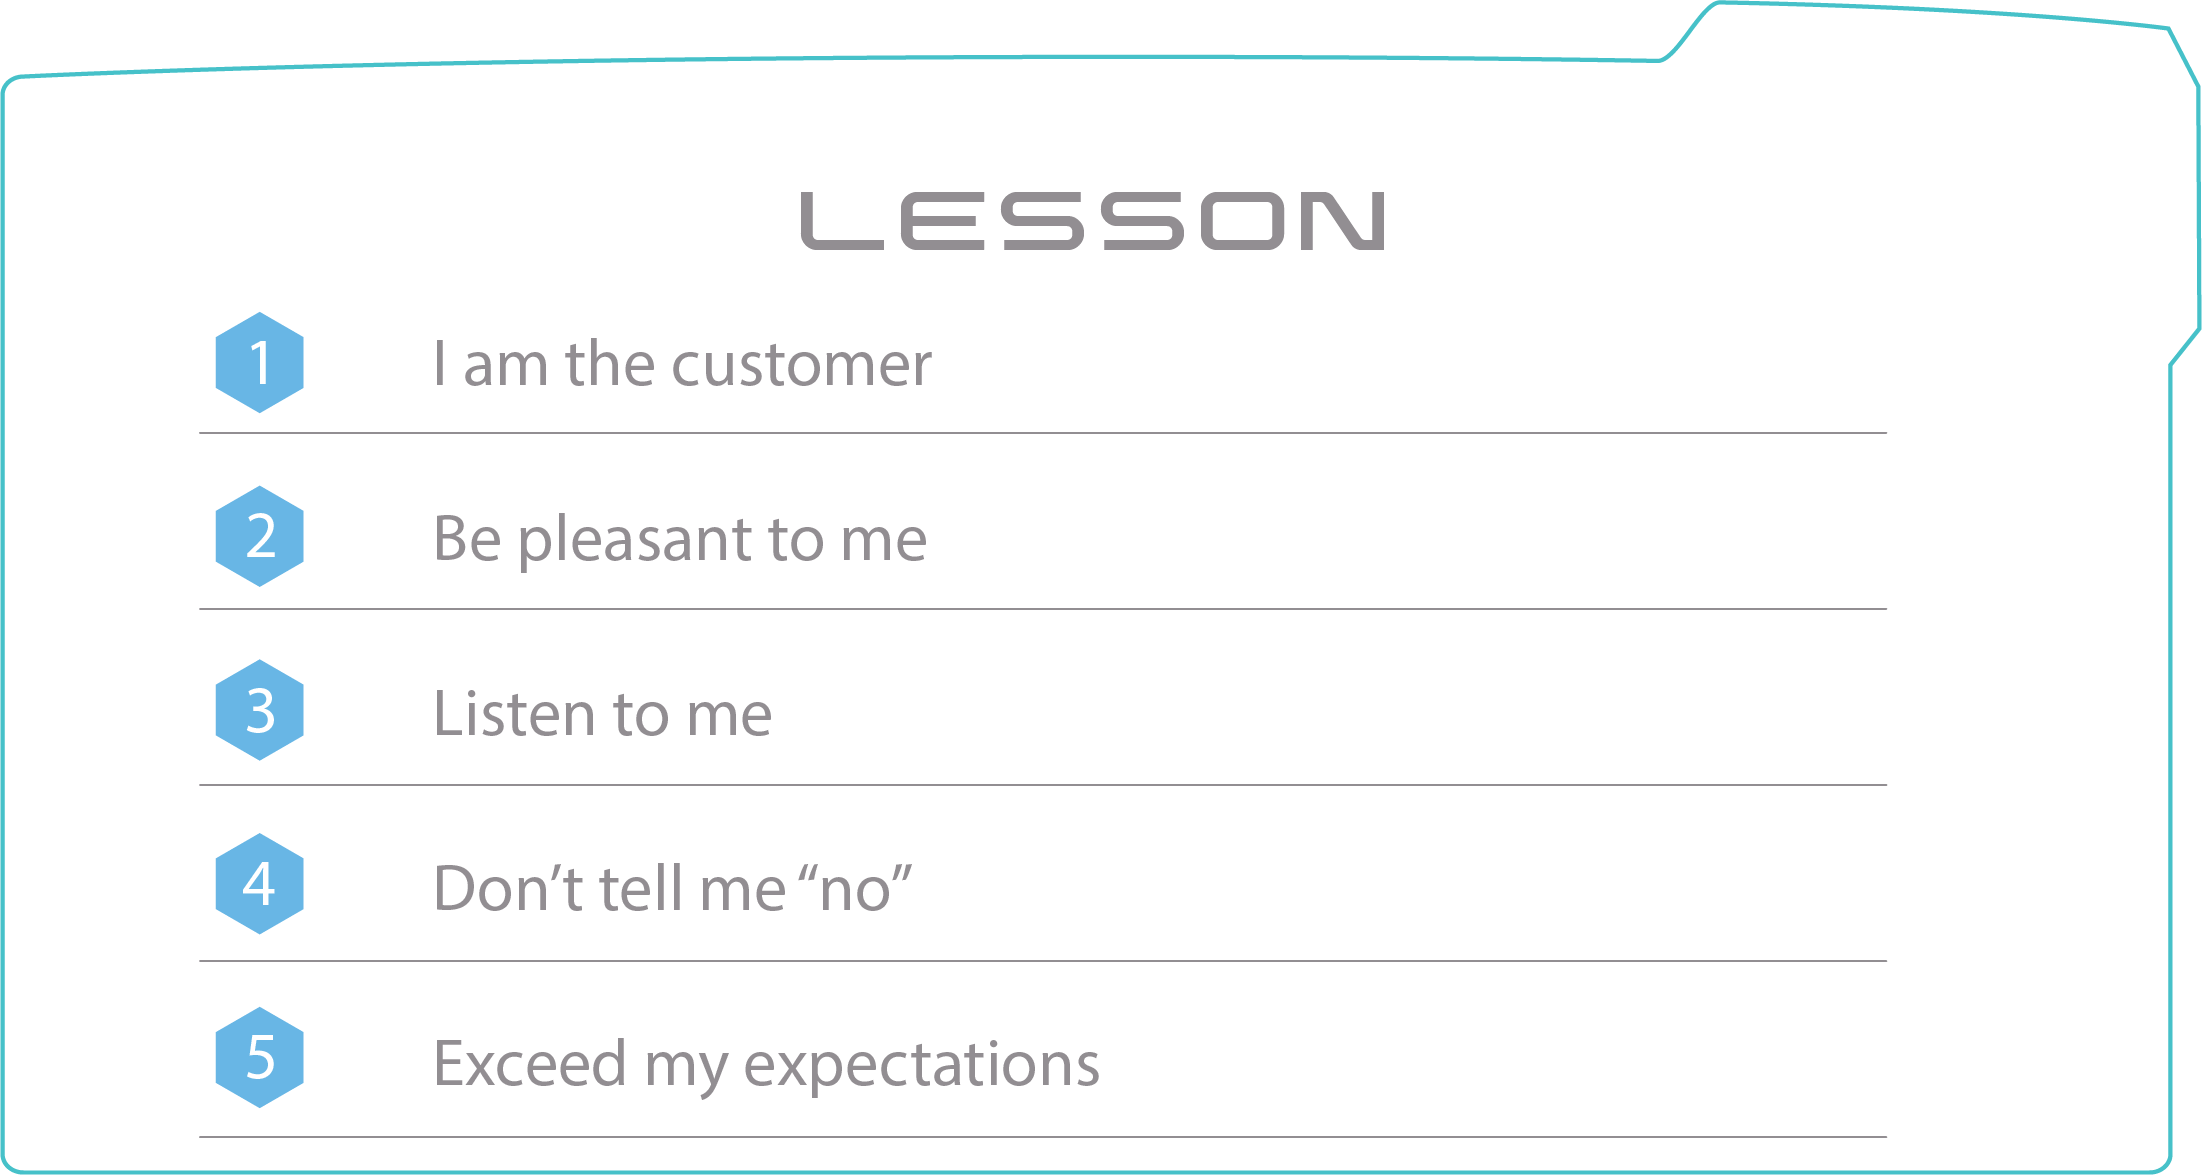 LESSON
1 I am the customer
2 Be pleasant to me
3 Listen to me
4 Don’t tell me “no”
5 Exceed my expectations